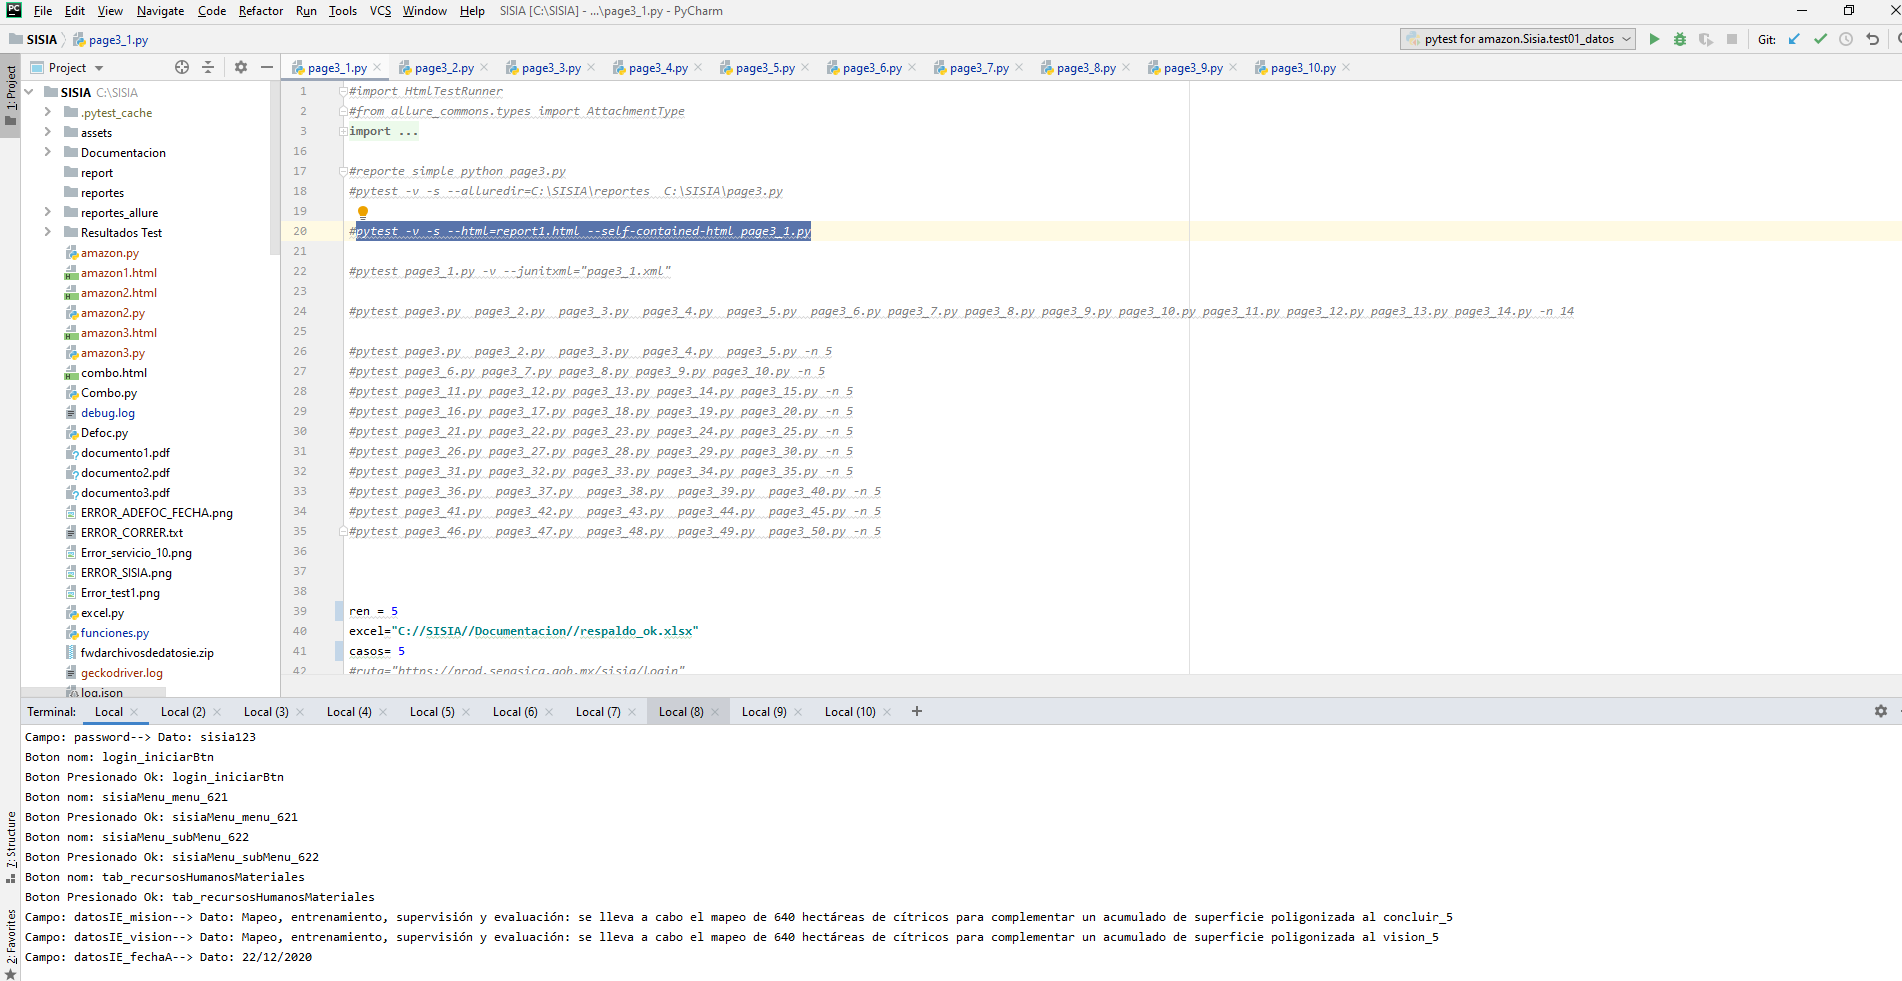 File Edit View Navigate Code Refactor Run Tools VCS Window Help SISIA [C:\SISIA] - ...\page3_1.py - PyCharm
SISIA page3_1.py
pytest for amazon.Sisia.test01_datos Git:
1: Project
Project
page3_1.py page3_2.py page3_3.py page3_4.py page3_5.py page3_6.py page3_7.py page3_8.py page3_9.py page3_10.py
SISIA C:\SISIA
.pytest_cache
assets
Documentacion
report
reportes
reportes_allure
Resultados Test
amazon.py
amazon1.html
amazon2.html
amazon2.py
amazon3.html
amazon3.py
combo.html
Combo.py
debug.log
Defoc.py
documento1.pdf
documento2.pdf
documento3.pdf
ERROR_ADEFOC_FECHA.png
ERROR_CORRER.txt
Error_servicio_10.png
ERROR_SISIA.png
Error_test1.png
excel.py
funciones.py
fwdarchivosdedatosie.zip
geckodriver.log
log.json
1 #import HtmlTestRunner
2 #from allure_commons.types import AttachmentType
3 import ...
16
17 #reporte simple python page3.py
18 #pytest -v -s --alluredir=C:\SISIA\reportes  C:\SISIA\page3.py
19
20 #pytest -v -s --html=report1.html --self-contained-html page3_1.py
21
22 #pytest page3_1.py -v --junitxml="page3_1.xml"
23
24 #pytest page3.py  page3_2.py  page3_3.py  page3_4.py  page3_5.py  page3_6.py page3_7.py page3_8.py page3_9.py page3_10.py page3_11.py page3_12.py page3_13.py page3_14.py -n 14
25
26 #pytest page3.py  page3_2.py  page3_3.py  page3_4.py  page3_5.py -n 5
27 #pytest page3_6.py page3_7.py page3_8.py page3_9.py page3_10.py -n 5
28 #pytest page3_11.py page3_12.py page3_13.py page3_14.py page3_15.py -n 5
29 #pytest page3_16.py page3_17.py page3_18.py page3_19.py page3_20.py -n 5
30 #pytest page3_21.py page3_22.py page3_23.py page3_24.py page3_25.py -n 5
31 #pytest page3_26.py page3_27.py page3_28.py page3_29.py page3_30.py -n 5
32 #pytest page3_31.py page3_32.py page3_33.py page3_34.py page3_35.py -n 5
33 #pytest page3_36.py  page3_37.py  page3_38.py  page3_39.py  page3_40.py -n 5
34 #pytest page3_41.py  page3_42.py  page3_43.py  page3_44.py  page3_45.py -n 5
35 #pytest page3_46.py  page3_47.py  page3_48.py  page3_49.py  page3_50.py -n 5
36
37
38
39 ren = 5
40 excel="C://SISIA//Documentacion//respaldo_ok.xlsx"
41 casos= 5
42 #ruta="https://prod.senasica.gob.mx/sisia/login"
Terminal: Local Local (2) Local (3) Local (4) Local (5) Local (6) Local (7) Local (8) Local (9) Local (10) +
Campo: password--> Dato: sisia123
Boton nom: login_iniciarBtn
Boton Presionado Ok: login_iniciarBtn
Boton nom: sisiaMenu_menu_621
Boton Presionado Ok: sisiaMenu_menu_621
Boton nom: sisiaMenu_subMenu_622
Boton Presionado Ok: sisiaMenu_subMenu_622
Boton nom: tab_recursosHumanosMateriales
Boton Presionado Ok: tab_recursosHumanosMateriales
Campo: datosIE_mision--> Dato: Mapeo, entrenamiento, supervisión y evaluación: se lleva a cabo el mapeo de 640 hectáreas de cítricos para complementar un acumulado de superficie poligonizada al concluir_5
Campo: datosIE_vision--> Dato: Mapeo, entrenamiento, supervisión y evaluación: se lleva a cabo el mapeo de 640 hectáreas de cítricos para complementar un acumulado de superficie poligonizada al vision_5
Campo: datosIE_fechaA--> Dato: 22/12/2020
7: Structure
2: Favorites